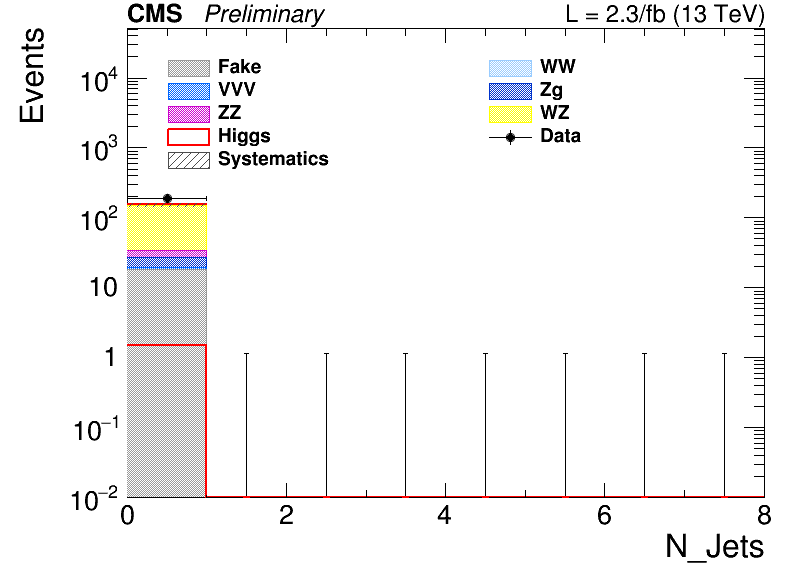 CMS Preliminary L = 2.3/fb (13 TeV)
Events
Fake WW
VVV Zg
ZZ WZ
Higgs Data
Systematics
10^4
10^3
10^2
10
1
10^−1
10^−2
0 2 4 6 8
N_Jets